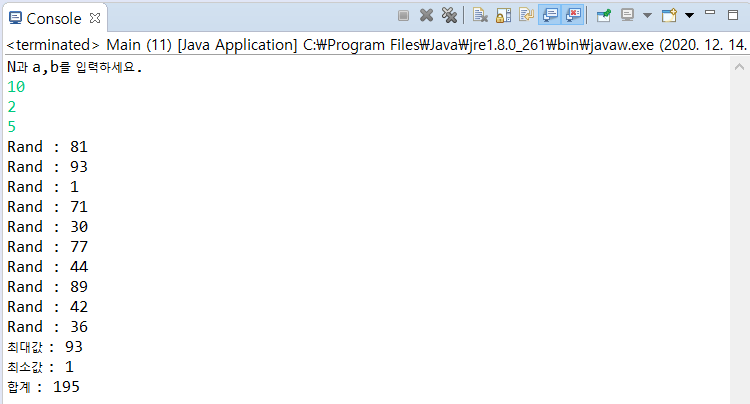 Console
<terminated> Main (11) [Java Application] C:₩Program Files₩Java₩jre1.8.0_261₩bin₩javaw.exe (2020. 12. 14.
N과 a,b를 입력하세요.
10
2
5
Rand : 81
Rand : 93
Rand : 1
Rand : 71
Rand : 30
Rand : 77
Rand : 44
Rand : 89
Rand : 42
Rand : 36
최대값 : 93
최소값 : 1
합계 : 195